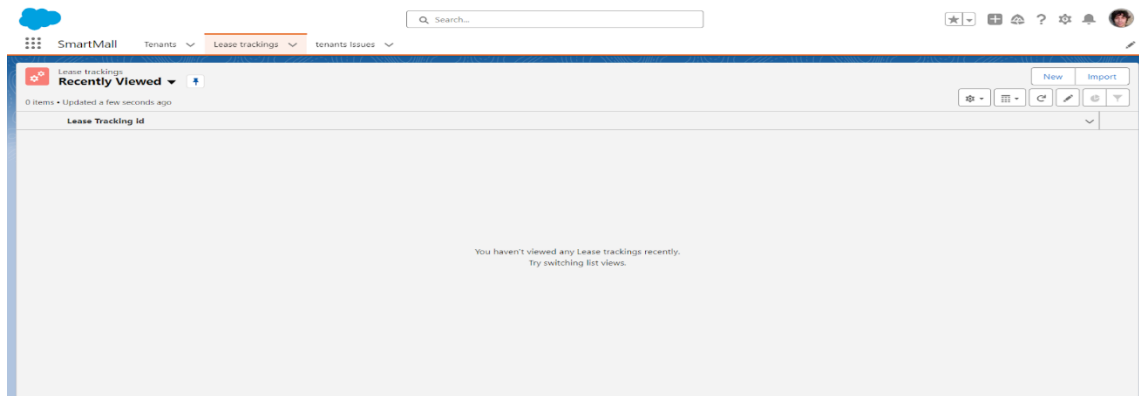 Search...
SmartMall
Tenants
Lease trackings
tenants Issues
Lease trackings
Recently Viewed
New
Import
0 items • Updated a few seconds ago
Lease Tracking id
You haven't viewed any Lease trackings recently.
Try switching list views.